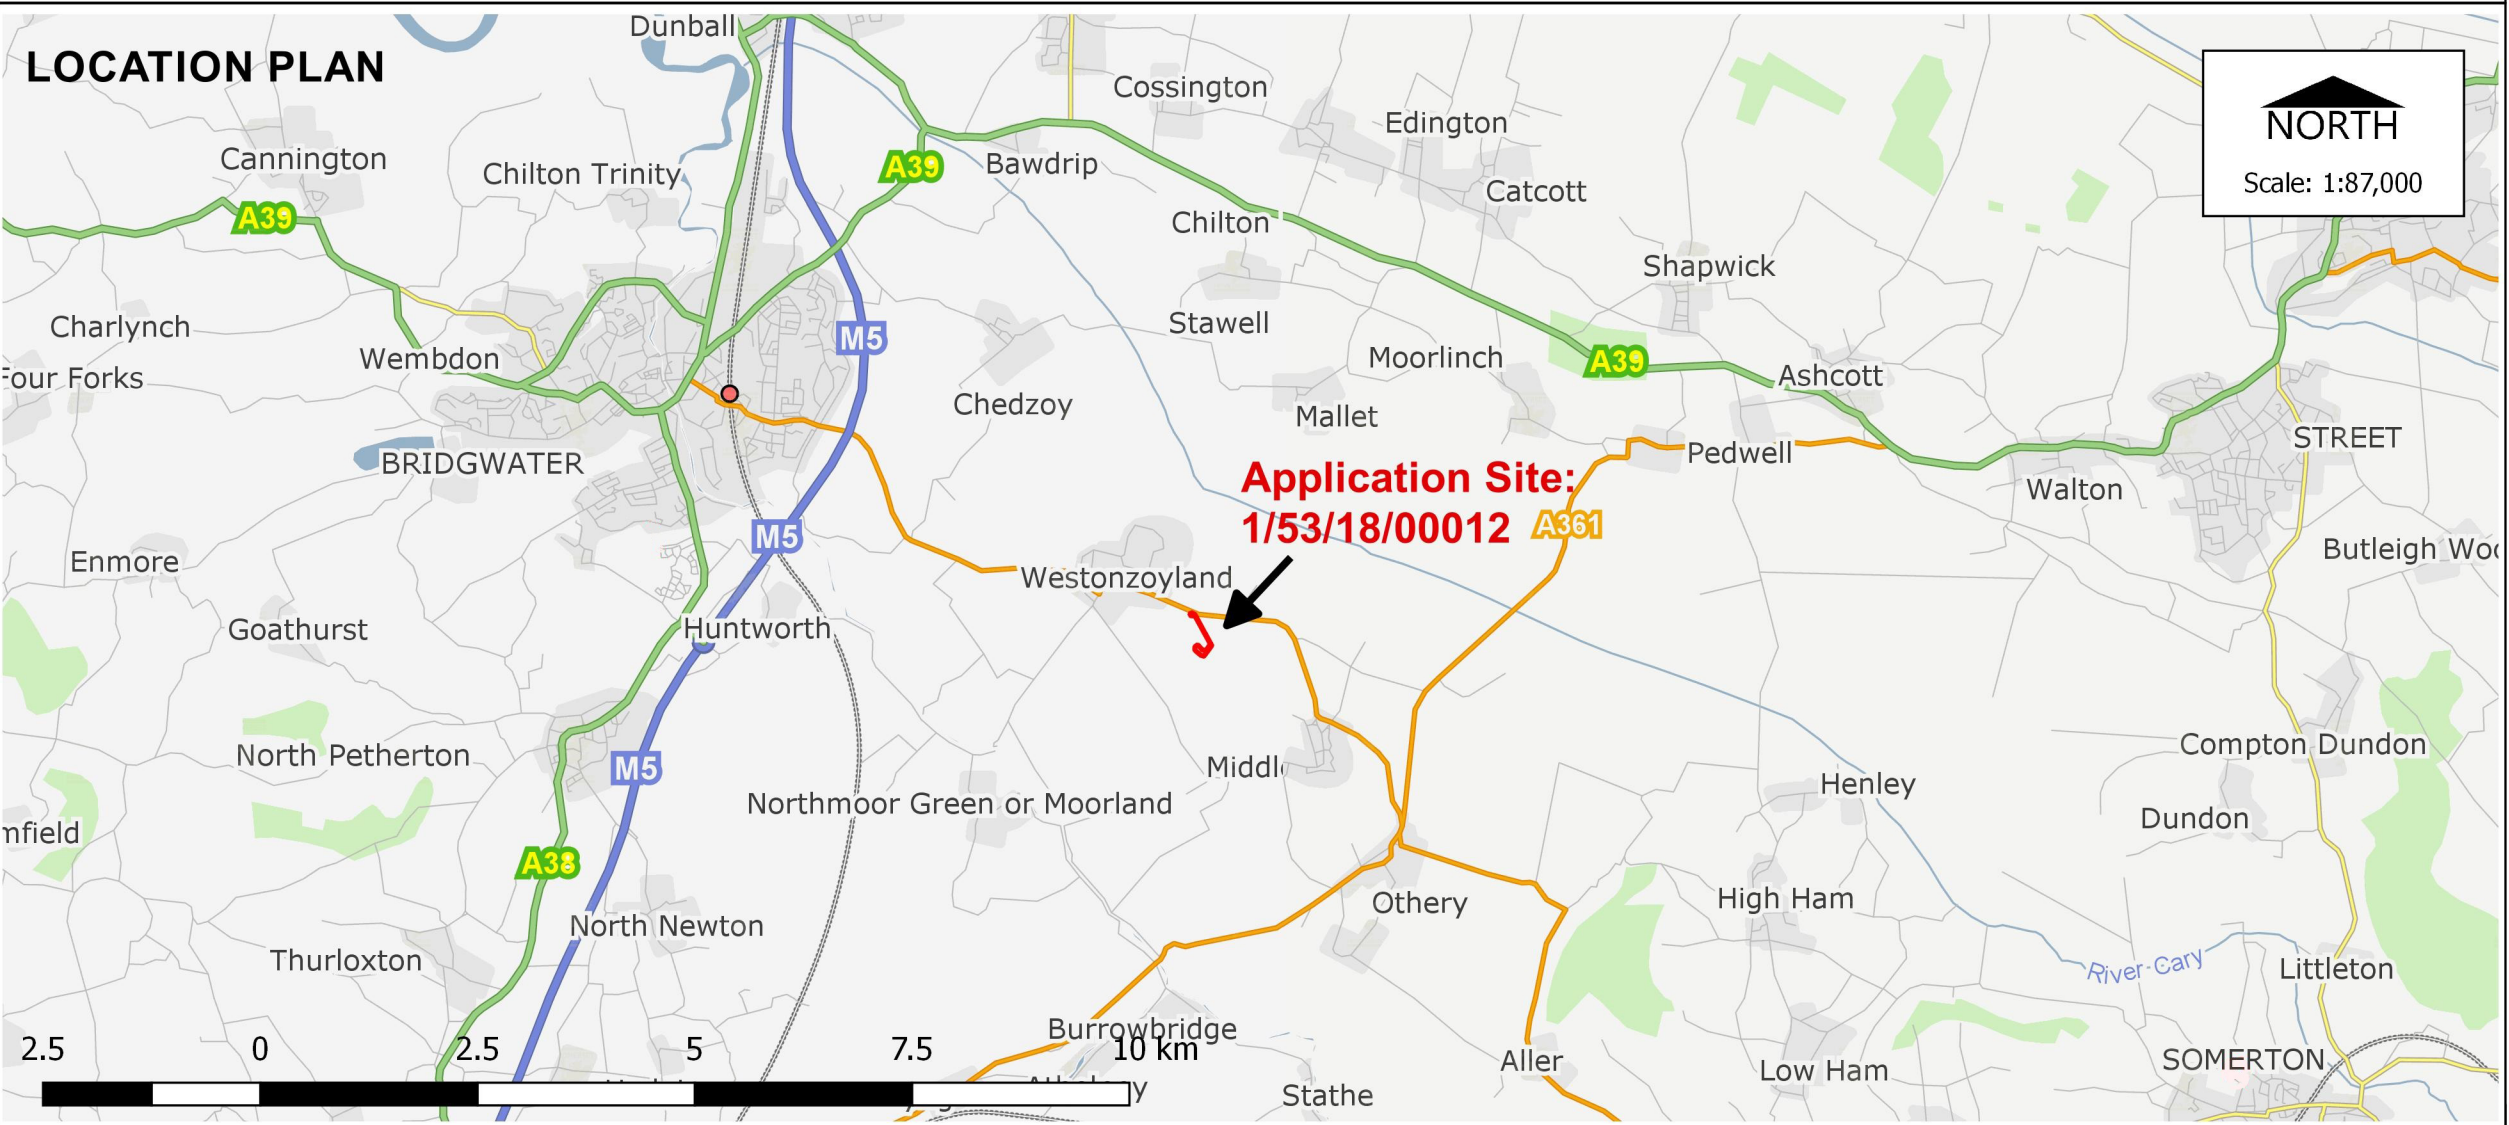 Dunball
LOCATION PLAN
Cossington
NORTH
Scale: 1:87,000
Edington
Cannington
Chilton Trinity
A39
Bawdrip
Catcott
A39
Chilton
Shapwick
Charlynch
Stawell
M5
Wembdon
Moorlinch
A39
Ashcott
Four Forks
Chedzoy
Mallet
STREET
BRIDGWATER
Pedwell
Application Site:
1/53/18/00012
A361
Walton
M5
Enmore
Westonzoyland
Butleigh Woo
Goathurst
Huntworth
North Petherton
M5
Middl
Compton Dundon
Henley
Northmoor Green or Moorland
Dundon
mfield
A38
Othery
High Ham
North Newton
Thurloxton
River Cary
Littleton
Burrowbridge
2.5 0 2.5 5 7.5 10 km
Aller
Low Ham
SOMERTON
Stathe